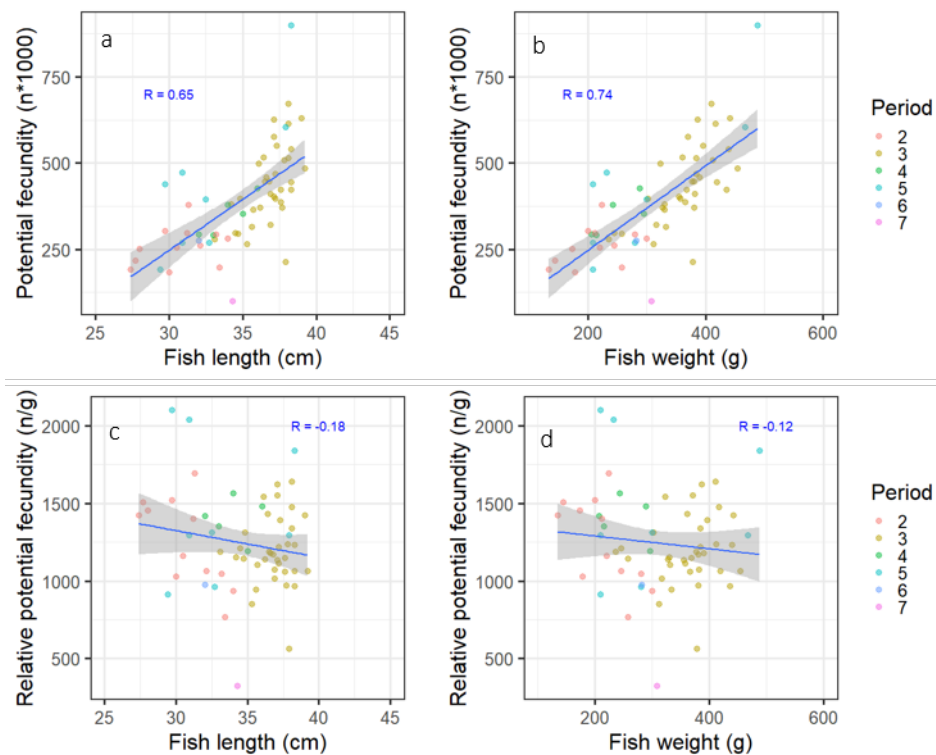 a
R = 0.65
Potential fecundity (n*1000)
750
500
250
25 30 35 40 45
Fish length (cm)
b
R = 0.74
Potential fecundity (n*1000)
750
500
250
200 400 600
Fish weight (g)
Period
2
3
4
5
6
7
c
R = -0.18
Relative potential fecundity (n/g)
2000
1500
1000
500
25 30 35 40 45
Fish length (cm)
d
R = -0.12
Relative potential fecundity (n/g)
2000
1500
1000
500
200 400 600
Fish weight (g)
Period
2
3
4
5
6
7